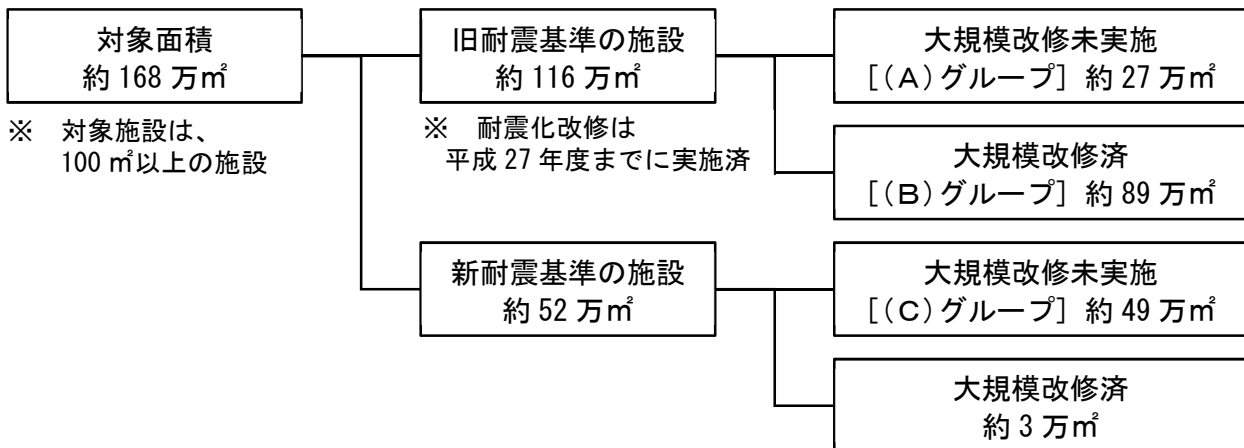 対象面積
約 168 万㎡
※　対象施設は、
100 ㎡以上の施設
旧耐震基準の施設
約 116 万㎡
※　耐震化改修は
平成 27 年度までに実施済
大規模改修未実施
[(Ａ)グループ] 約 27 万㎡
大規模改修済
[(Ｂ)グループ] 約 89 万㎡
新耐震基準の施設
約 52 万㎡
大規模改修未実施
[(Ｃ)グループ] 約 49 万㎡
大規模改修済
約 3 万㎡